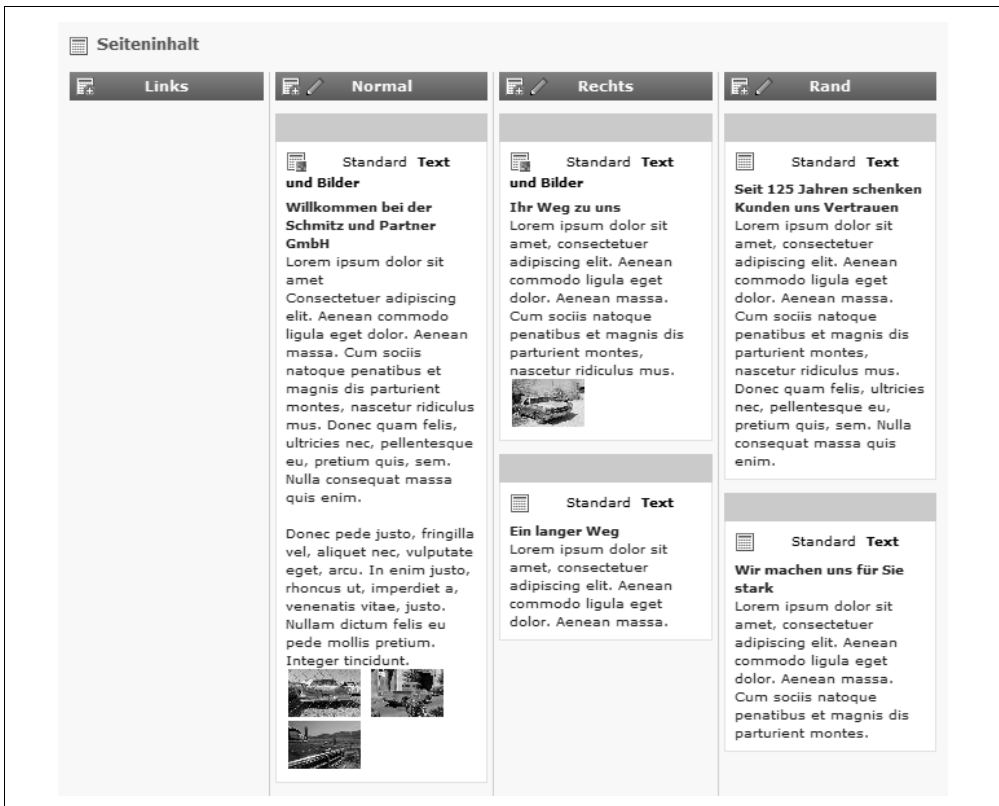 Seiteninhalt
Links
Normal
Standard Text
und Bilder
Willkommen bei der
Schmitz und Partner
GmbH
Lorem ipsum dolor sit
amet
Consectetuer adipiscing
elit. Aenean commodo
ligula eget dolor. Aenean
massa. Cum sociis
natoque penatibus et
magnis dis parturient
montes, nascetur ridiculus
mus. Donec quam felis,
ultricies nec, pellentesque
eu, pretium quis, sem.
Nulla consequat massa
quis enim.
Donec pede justo, fringilla
vel, aliquet nec, vulputate
eget, arcu. In enim justo,
rhoncus ut, imperdiet a,
venenatis vitae, justo.
Nullam dictum felis eu
pede mollis pretium.
Integer tincidunt.
Rechts
Standard Text
und Bilder
Ihr Weg zu uns
Lorem ipsum dolor sit
amet, consectetuer
adipiscing elit. Aenean
commodo ligula eget
dolor. Aenean massa.
Cum sociis natoque
penatibus et magnis dis
parturient montes,
nascetur ridiculus mus.
Standard Text
Ein langer Weg
Lorem ipsum dolor sit
amet, consectetuer
adipiscing elit. Aenean
commodo ligula eget
dolor. Aenean massa.
Rand
Standard Text
Seit 125 Jahren schenken
Kunden uns Vertrauen
Lorem ipsum dolor sit
amet, consectetuer
adipiscing elit. Aenean
commodo ligula eget
dolor. Aenean massa.
Cum sociis natoque
penatibus et magnis dis
parturient montes,
nascetur ridiculus mus.
Donec quam felis, ultricies
nec, pellentesque eu,
pretium quis, sem. Nulla
consequat massa quis
enim.
Standard Text
Wir machen uns für Sie
stark
Lorem ipsum dolor sit
amet, consectetuer
adipiscing elit. Aenean
commodo ligula eget
dolor. Aenean massa.
Cum sociis natoque
penatibus et magnis dis
parturient montes.